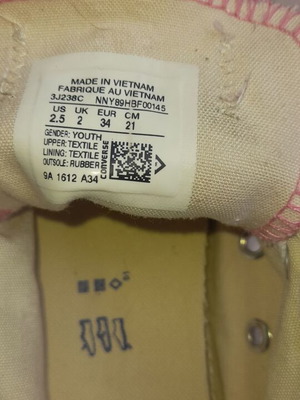 MADE IN VIETNAM
FABRIQUE AU VIETNAM
3J238C NNY89HBF00145
US UK EUR CM
2.5 2 34 21
GENDER: YOUTH
UPPER: TEXTILE
LINING: TEXTILE
OUTSOLE: RUBBER
CONVERSE
9A 1612 A34